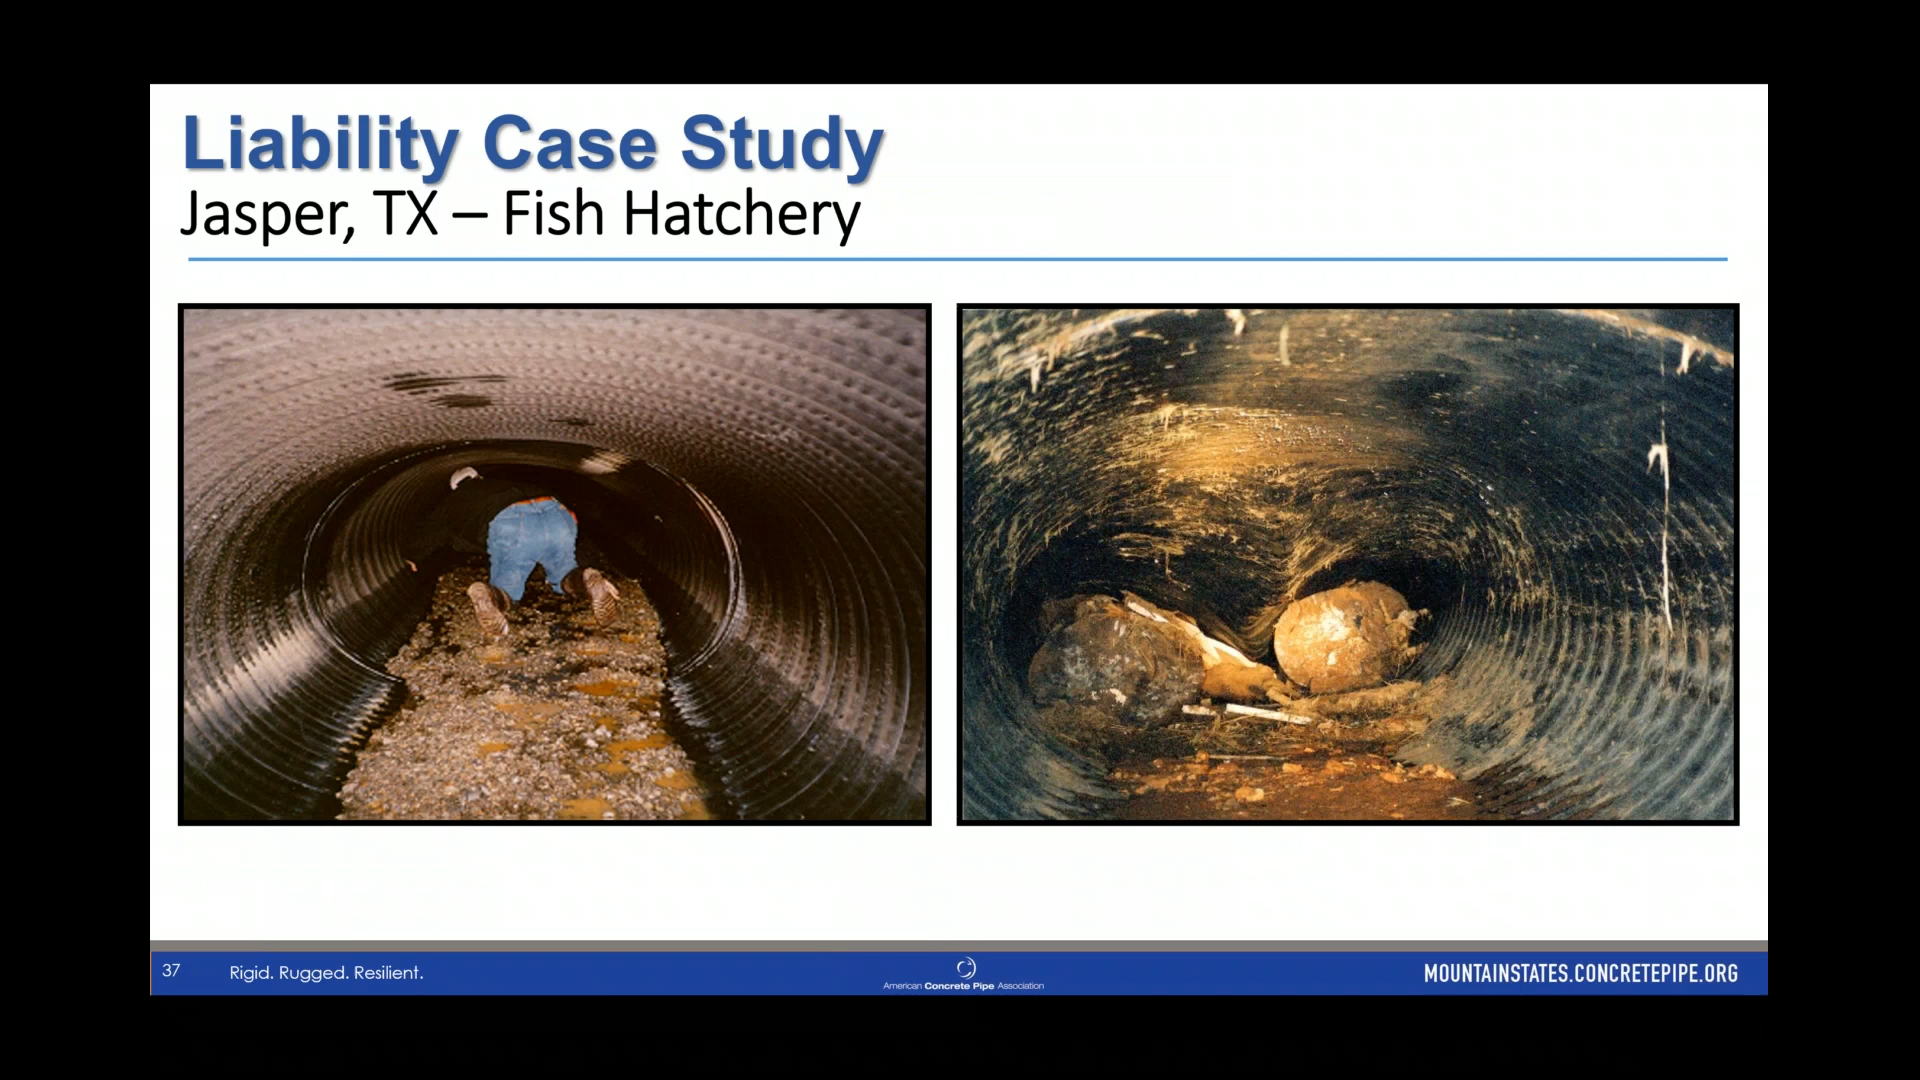 Liability Case Study
Jasper, TX – Fish Hatchery
37
Rigid. Rugged. Resilient.
American Concrete Pipe Association
MOUNTAINSTATES.CONCRETEPIPE.ORG